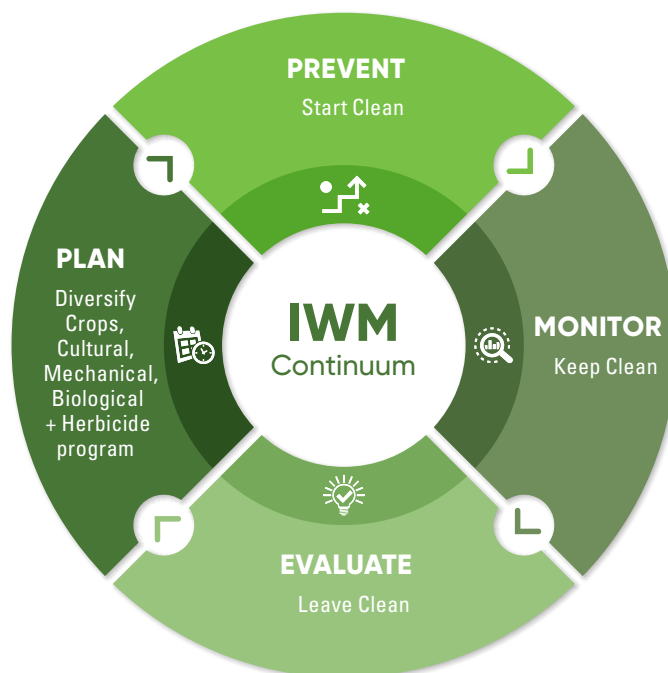 PREVENT
Start Clean
PLAN
Diversify
Crops,
Cultural,
Mechanical,
Biological
+ Herbicide
program
IWM
Continuum
MONITOR
Keep Clean
EVALUATE
Leave Clean